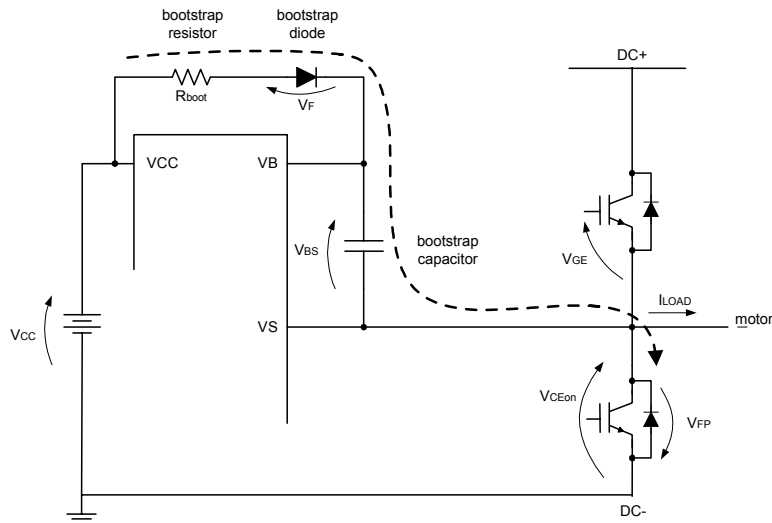 bootstrap
resistor
bootstrap
diode
DC+
Rboot
VF
VCC
VB
VBS
bootstrap
capacitor
VGE
ILOAD
motor
VCC
VS
VCEon
VFP
DC-